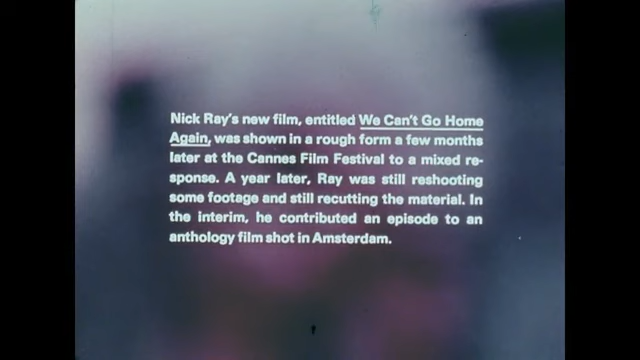 Nick Ray's new film, entitled We Can't Go Home
Again, was shown in a rough form a few months
later at the Cannes Film Festival to a mixed re-
sponse. A year later, Ray was still reshooting
some footage and still recutting the material. In
the interim, he contributed an episode to an
anthology film shot in Amsterdam.